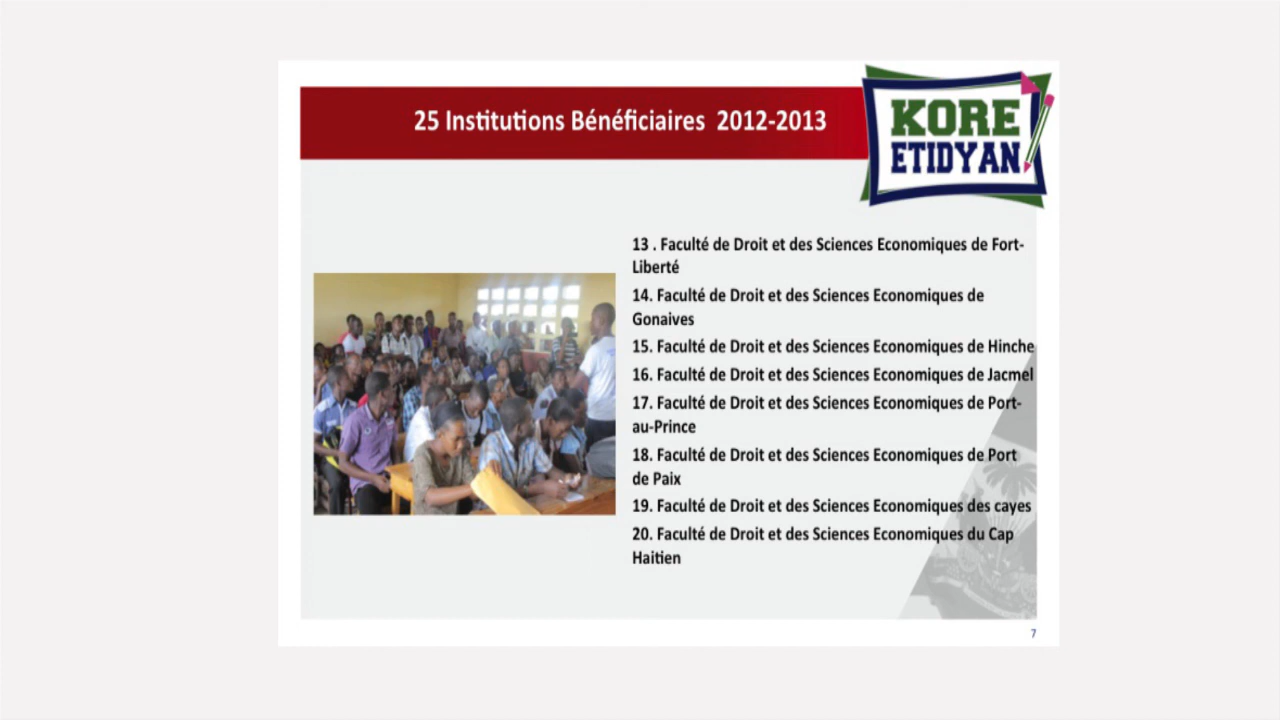 25 Institutions Bénéficiaires 2012-2013
KORE
ETIDYAN
13 . Faculté de Droit et des Sciences Economiques de Fort-
Liberté
14. Faculté de Droit et des Sciences Economiques de
Gonaives
15. Faculté de Droit et des Sciences Economiques de Hinche
16. Faculté de Droit et des Sciences Economiques de Jacmel
17. Faculté de Droit et des Sciences Economiques de Port-
au-Prince
18. Faculté de Droit et des Sciences Economiques de Port
de Paix
19. Faculté de Droit et des Sciences Economiques des cayes
20. Faculté de Droit et des Sciences Economiques du Cap
Haitien
7